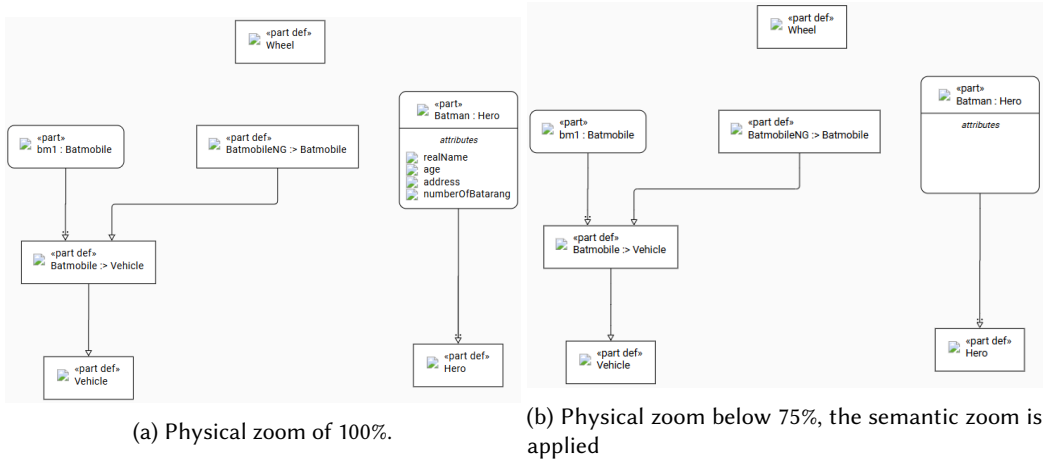 «part def»
Wheel
«part»
Batman : Hero
attributes
realName
age
address
numberOfBatarang
«part»
bm1 : Batmobile
«part def»
BatmobileNG :> Batmobile
«part def»
Batmobile :> Vehicle
«part def»
Vehicle
«part def»
Hero
(a) Physical zoom of 100%.
«part def»
Wheel
«part»
Batman : Hero
attributes
«part»
bm1 : Batmobile
«part def»
BatmobileNG :> Batmobile
«part def»
Batmobile :> Vehicle
«part def»
Vehicle
«part def»
Hero
(b) Physical zoom below 75%, the semantic zoom is
applied